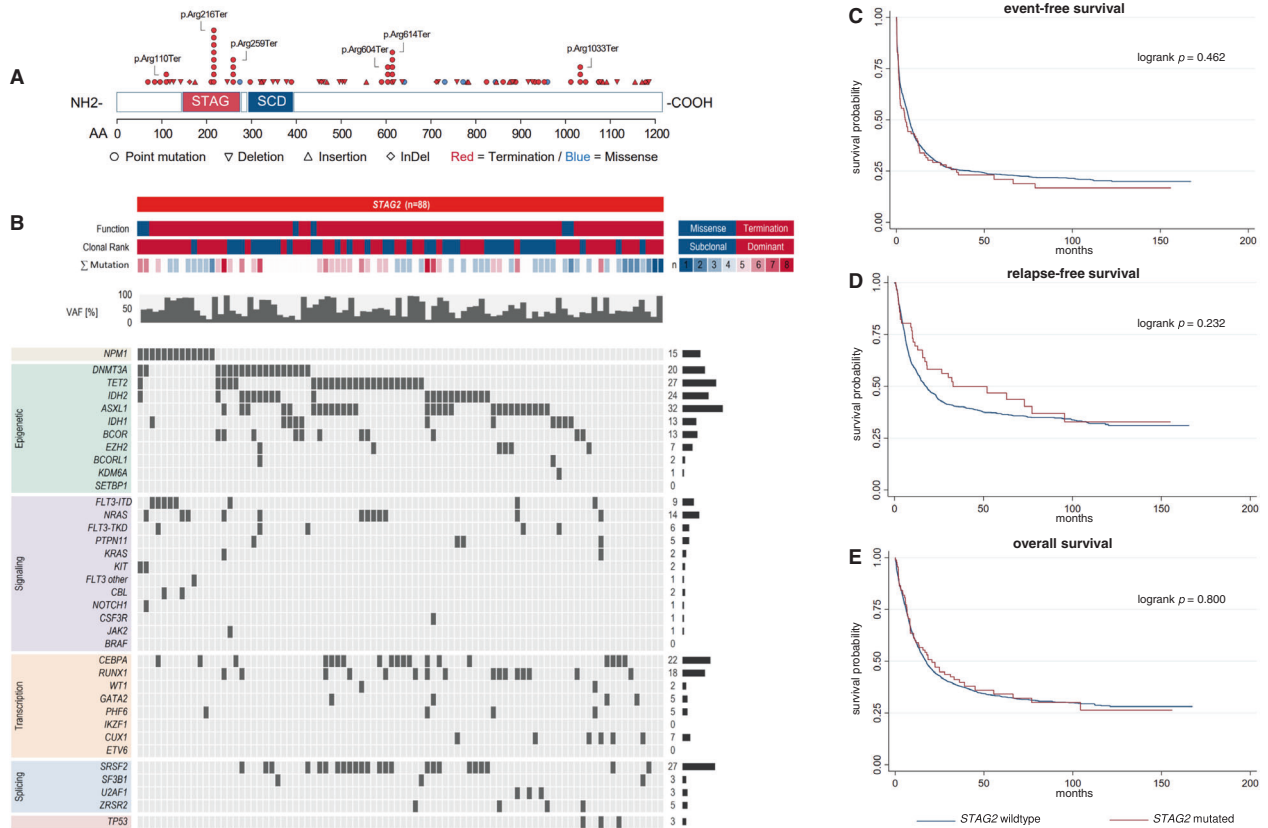 A
p.Arg216Ter
p.Arg614Ter
p.Arg259Ter
p.Arg604Ter
p.Arg110Ter
p.Arg1033Ter
NH2-
STAG
SCD
-COOH
AA
0 100 200 300 400 500 600 700 800 900 1000 1100 1200
Point mutation Deletion Insertion InDel Red = Termination / Blue = Missense
B
STAG2 (n=88)
Function
Missense Termination
Clonal Rank
Subclonal Dominant
∑ Mutation
n 1 2 3 4 5 6 7 8
VAF [%]
100
50
0
NPM1 15
Epigenetic
DNMT3A 20
TET2 27
IDH2 24
ASXL1 32
IDH1 13
BCOR 13
EZH2 7
BCORL1 2
KDM6A 1
SETBP1 0
Signaling
FLT3-ITD 9
NRAS 14
FLT3-TKD 6
PTPN11 5
KRAS 2
KIT 2
FLT3 other 1
CBL 2
NOTCH1 1
CSF3R 1
JAK2 1
BRAF 0
Transcription
CEBPA 22
RUNX1 18
WT1 2
GATA2 5
PHF6 5
IKZF1 0
CUX1 7
ETV6 0
Splicing
SRSF2 27
SF3B1 3
U2AF1 3
ZRSR2 5
TP53 3
C
event-free survival
logrank p = 0.462
survival probability
1.00
0.75
0.50
0.25
0.00
0 50 100 150 200
months
D
relapse-free survival
logrank p = 0.232
survival probability
1.00
0.75
0.50
0.25
0.00
0 50 100 150 200
months
E
overall survival
logrank p = 0.800
survival probability
1.00
0.75
0.50
0.25
0.00
0 50 100 150 200
months
STAG2 wildtype STAG2 mutated